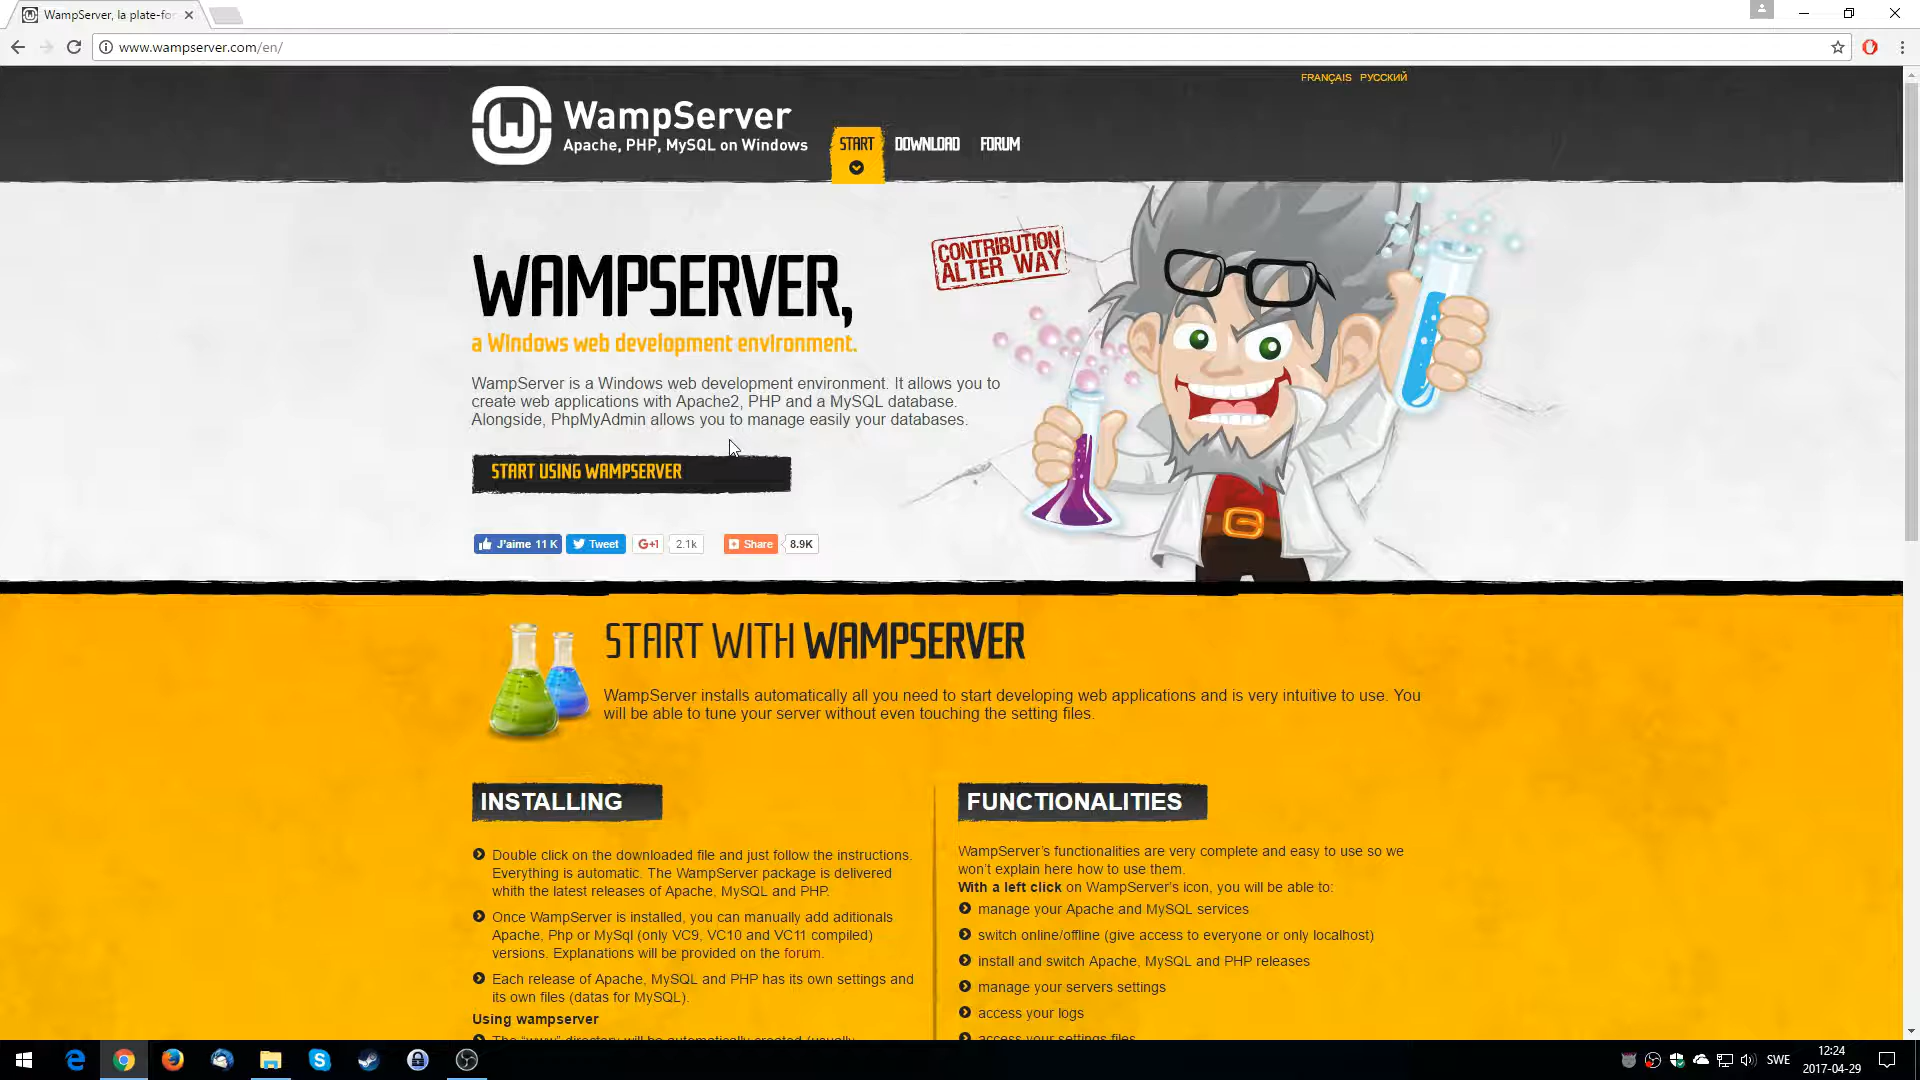 WampServer, la plate-for
www.wampserver.com/en/
FRANÇAIS РУССКИЙ
WampServer
Apache, PHP, MySQL on Windows
START DOWNLOAD FORUM
WAMPSERVER,
a Windows web development environment.
CONTRIBUTION
ALTER WAY
WampServer is a Windows web development environment. It allows you to
create web applications with Apache2, PHP and a MySQL database.
Alongside, PhpMyAdmin allows you to manage easily your databases.
START USING WAMPSERVER
J'aime 11 K Tweet G+1 2.1k Share 8.9K
START WITH WAMPSERVER
WampServer installs automatically all you need to start developing web applications and is very intuitive to use. You
will be able to tune your server without even touching the setting files.
INSTALLING
Double click on the downloaded file and just follow the instructions.
Everything is automatic. The WampServer package is delivered
whith the latest releases of Apache, MySQL and PHP.
Once WampServer is installed, you can manually add aditionals
Apache, Php or MySql (only VC9, VC10 and VC11 compiled)
versions. Explanations will be provided on the forum.
Each release of Apache, MySQL and PHP has its own settings and
its own files (datas for MySQL).
Using wampserver
The "www" directory will be automatically created (usually
FUNCTIONALITIES
WampServer's functionalities are very complete and easy to use so we
won't explain here how to use them.
With a left click on WampServer's icon, you will be able to:
manage your Apache and MySQL services
switch online/offline (give access to everyone or only localhost)
install and switch Apache, MySQL and PHP releases
manage your servers settings
access your logs
access your settings files
SWE
12:24
2017-04-29